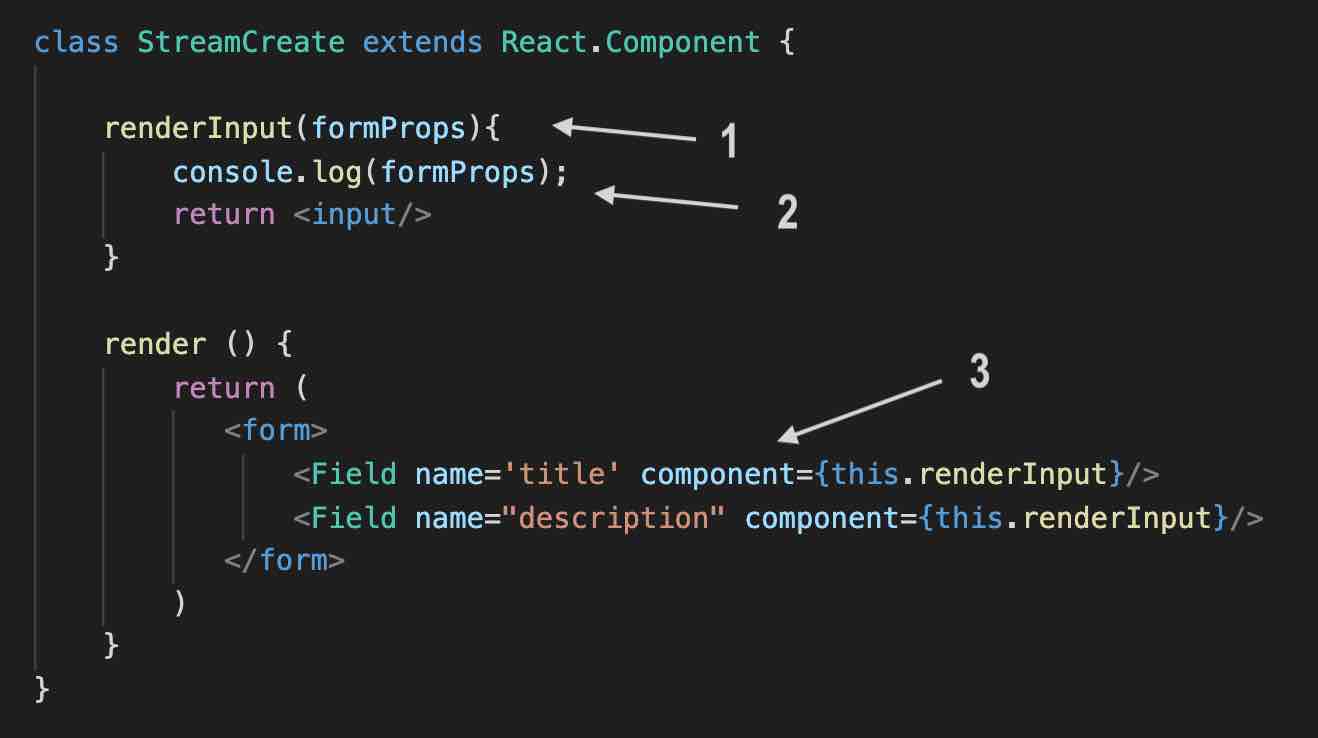 class StreamCreate extends React.Component {
renderInput(formProps){
1
console.log(formProps);
2
return <input/>
}
render () {
return (
3
<form>
<Field name='title' component={this.renderInput}/>
<Field name="description" component={this.renderInput}/>
</form>
)
}
}